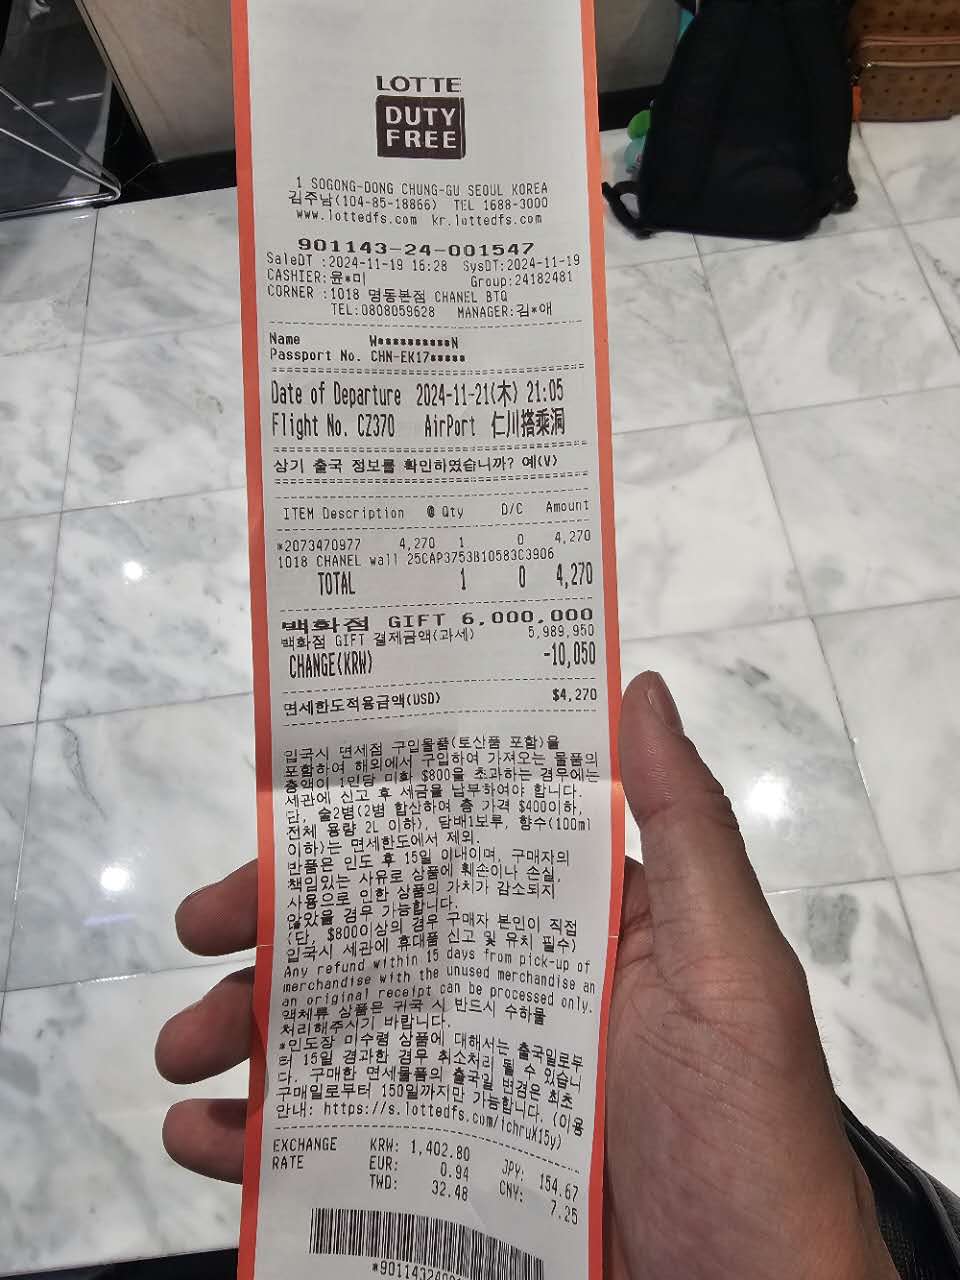 LOTTE
DUTY
FREE
1 SOGONG-DONG CHUNG-GU SEOUL KOREA
김주남(104-85-18866) TEL 1688-3000
www.lottedfs.com kr.lottedfs.com
901143-24-001547
SaleDT :2024-11-19 16:28 SysDT:2024-11-19
CASHIER:윤*미 Group:24182481
CORNER :1018 명동본점 CHANEL BTQ
TEL:0808059628 MANAGER:김*애
Name W**********N
Passport No. CHN-EK17*****
Date of Departure 2024-11-21(木) 21:05
Flight No. CZ370 AirPort 仁川搭乘洞
상기 출국 정보를 확인하였습니까? 예(V)
ITEM Description @ Qty D/C Amount
*2073470977 4,270 1 0 4,270
1018 CHANEL wall 25CAP3753B10583C3906
TOTAL 1 0 4,270
백화점 GIFT 6,000,000
백화점 GIFT 결제금액(과세) 5,989,950
CHANGE(KRW) -10,050
면세한도적용금액(USD) $4,270
입국시 면세점 구입물품(토산품 포함)을
포함하여 해외에서 구입하여 가져오는 물품의
총액이 1인당 미화 $800을 초과하는 경우에는
세관에 신고 후 세금을 납부하여야 합니다.
단, 술2병(2병 합산하여 총 가격 $400이하,
전체 용량 2L 이하), 담배1보루, 향수(100ml
이하)는 면세한도에서 제외.
반품은 인도 후 15일 이내이며, 구매자의
책임있는 사유로 상품에 훼손이나 손실,
사용으로 인한 상품의 가치가 감소되지
않았을 경우 가능합니다.
(단, $800이상의 경우 구매자 본인이 직접
입국시 세관에 휴대품 신고 및 유치 필수)
Any refund within 15 days from pick-up of
merchandise with the unused merchandise an
an original receipt can be processed only.
액체류 상품은 귀국 시 반드시 수하물
처리해주시기 바랍니다.
*인도장 미수령 상품에 대해서는 출국일로부
터 15일 경과한 경우 취소처리 될 수 있습니
다. 구매한 면세물품의 출국일 변경은 최초
구매일로부터 150일까지만 가능합니다. (이용
안내: https://s.lottedfs.com/ichruK15y)
EXCHANGE KRW: 1,402.80 JPY: 154.67
RATE EUR: 0.94 CNY: 7.25
TWD: 32.48